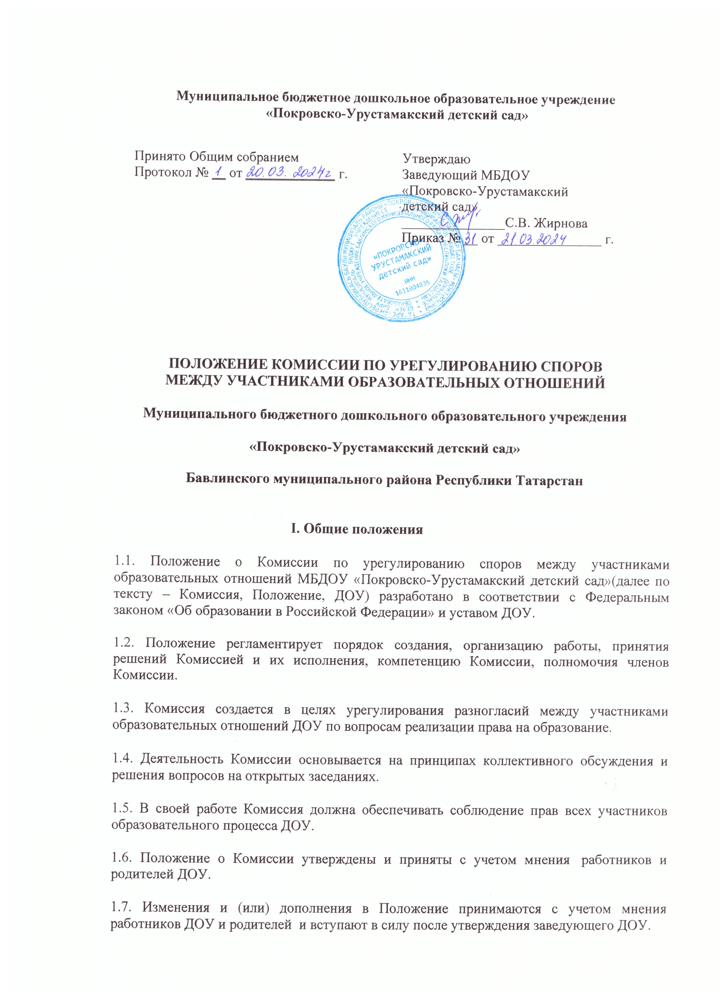 Муниципальное бюджетное дошкольное образовательное учреждение
«Покровско-Урустамакский детский сад»
Принято Общим собранием
Протокол № 1 от 20.03.2024г г.
Утверждаю
Заведующий МБДОУ
«Покровско-Урустамакский
детский сад»
С.В. Жирнова
Приказ № 31 от 21.03.2024 г.
«ПОКРОВСКО-
УРУСТАМАКСКИЙ
детский сад»
ИНН
1611004836
ПОЛОЖЕНИЕ КОМИССИИ ПО УРЕГУЛИРОВАНИЮ СПОРОВ
МЕЖДУ УЧАСТНИКАМИ ОБРАЗОВАТЕЛЬНЫХ ОТНОШЕНИЙ
Муниципального бюджетного дошкольного образовательного учреждения
«Покровско-Урустамакский детский сад»
Бавлинского муниципального района Республики Татарстан
I. Общие положения
1.1. Положение о Комиссии по урегулированию споров между участниками
образовательных отношений МБДОУ «Покровско-Урустамакский детский сад»(далее по
тексту – Комиссия, Положение, ДОУ) разработано в соответствии с Федеральным
законом «Об образовании в Российской Федерации» и уставом ДОУ.
1.2. Положение регламентирует порядок создания, организацию работы, принятия
решений Комиссией и их исполнения, компетенцию Комиссии, полномочия членов
Комиссии.
1.3. Комиссия создается в целях урегулирования разногласий между участниками
образовательных отношений ДОУ по вопросам реализации права на образование.
1.4. Деятельность Комиссии основывается на принципах коллективного обсуждения и
решения вопросов на открытых заседаниях.
1.5. В своей работе Комиссия должна обеспечивать соблюдение прав всех участников
образовательного процесса ДОУ.
1.6. Положение о Комиссии утверждены и приняты с учетом мнения работников и
родителей ДОУ.
1.7. Изменения и (или) дополнения в Положение принимаются с учетом мнения
работников ДОУ и родителей и вступают в силу после утверждения заведующего ДОУ.